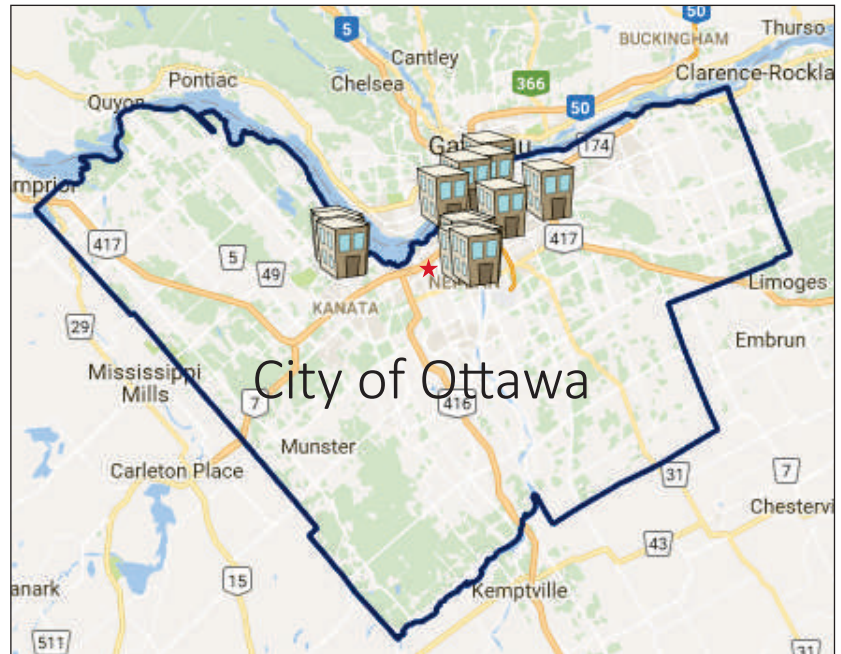 50
Thurso
5
BUCKINGHAM
Cantley
Pontiac
Chelsea
366
Clarence-Rockla
Quyon
50
174
417
417
5
49
Limoges
KANATA
29
Embrun
Mississippi
Mills
City of Ottawa
7
416
Munster
Carleton Place
31
7
Chestervi
43
15
Kemptville
anark
511
31